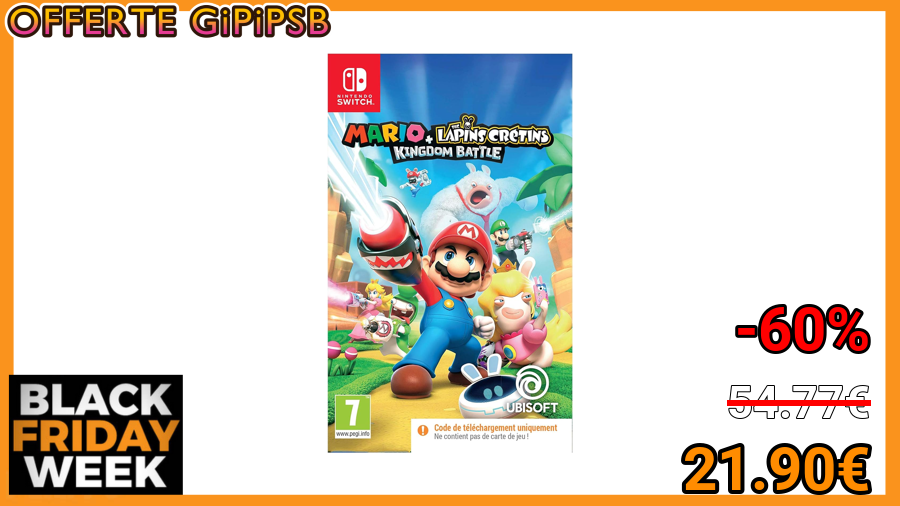 OFFERTE GiPiPSB
NINTENDO
SWITCH
MARIO + THE LAPINS CRÉTINS
KINGDOM BATTLE
M
7
www.pegi.info
UBISOFT
Code de téléchargement uniquement
Ne contient pas de carte de jeu !
BLACK
FRIDAY
WEEK
-60%
54.77€
21.90€